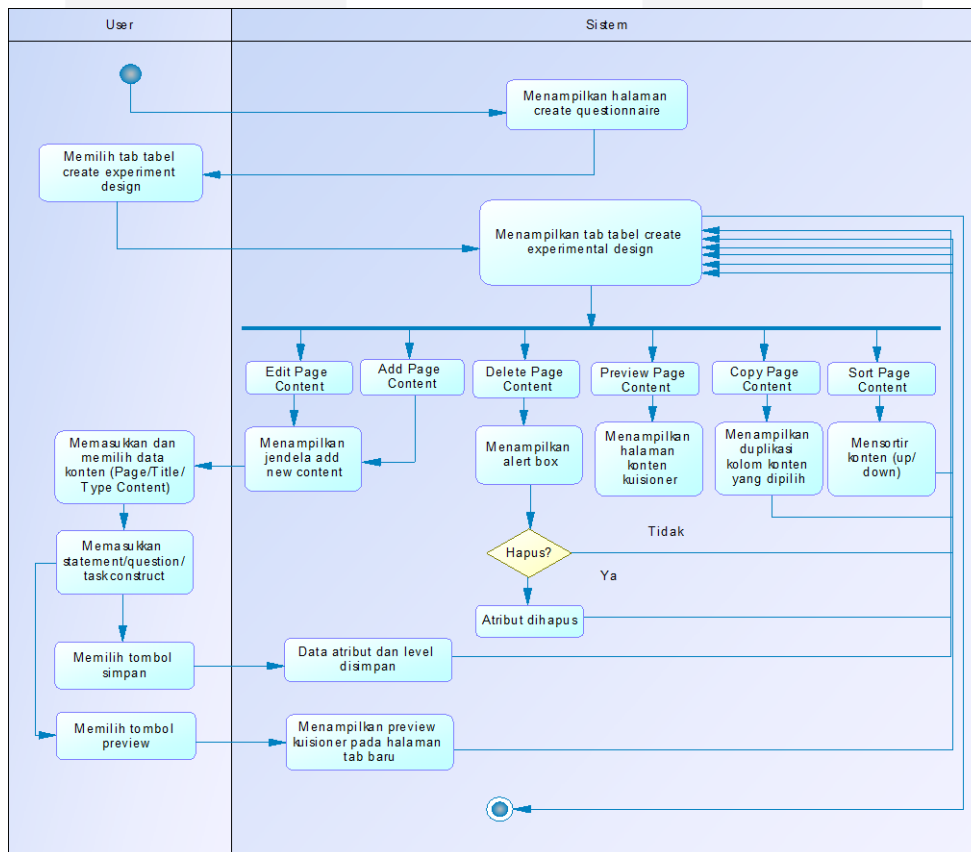 User
Sistem
Menampilkan halaman
create questionnaire
Memilih tab tabel
create experiment
design
Menampilkan tab tabel create
experimental design
Edit Page
Content
Add Page
Content
Delete Page
Content
Preview Page
Content
Copy Page
Content
Sort Page
Content
Memasukkan dan
memilih data
konten (Page/Title/
Type Content)
Menampilkan
jendela add
new content
Menampilkan
alert box
Menampilkan
halaman
konten
kuisioner
Menampilkan
duplikasi
kolom konten
yang dipilih
Mensortir
konten (up/
down)
Tidak
Memasukkan
statement/question/
task construct
Hapus?
Ya
Atribut dihapus
Memilih tombol
simpan
Data atribut dan level
disimpan
Memilih tombol
preview
Menampilkan preview
kuisioner pada halaman
tab baru